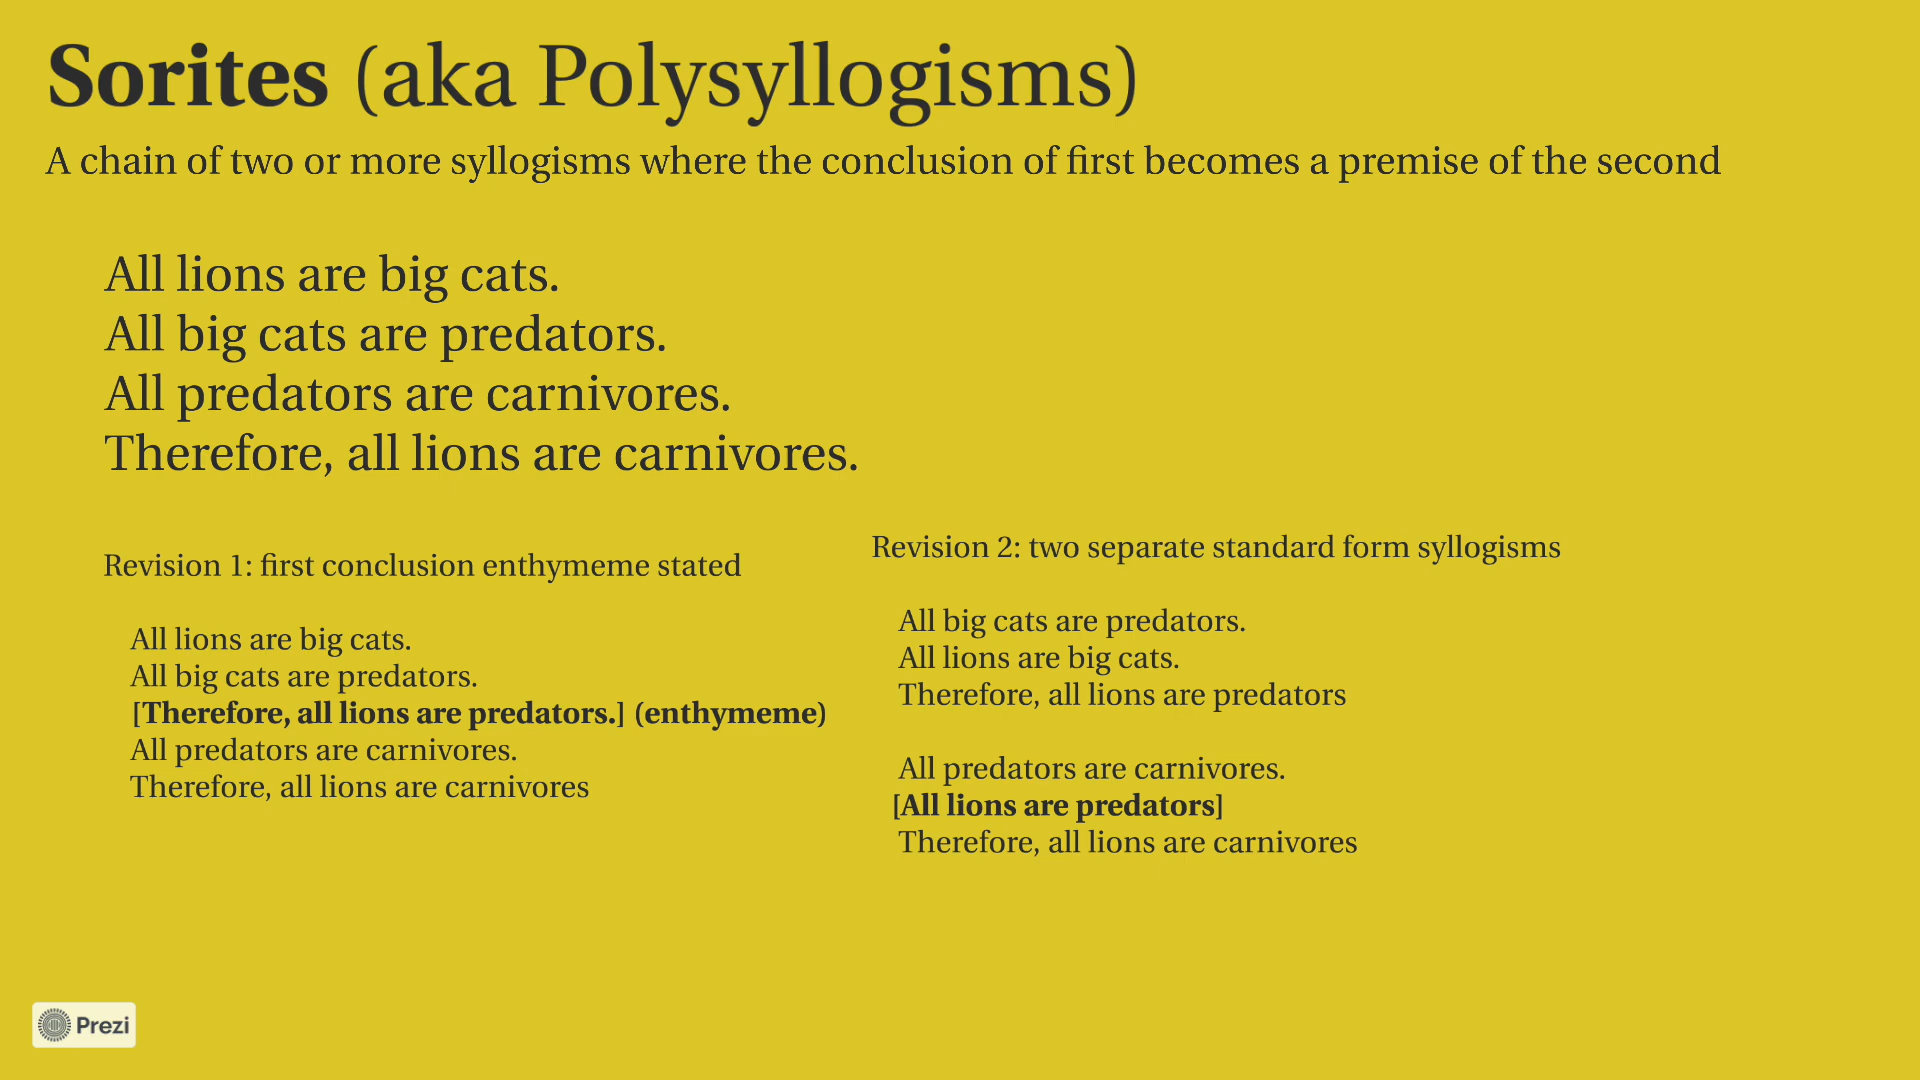 Sorites (aka Polysyllogisms)
A chain of two or more syllogisms where the conclusion of first becomes a premise of the second
All lions are big cats.
All big cats are predators.
All predators are carnivores.
Therefore, all lions are carnivores.
Revision 1: first conclusion enthymeme stated
All lions are big cats.
All big cats are predators.
[Therefore, all lions are predators.] (enthymeme)
All predators are carnivores.
Therefore, all lions are carnivores
Revision 2: two separate standard form syllogisms
All big cats are predators.
All lions are big cats.
Therefore, all lions are predators
All predators are carnivores.
[All lions are predators]
Therefore, all lions are carnivores
Prezi